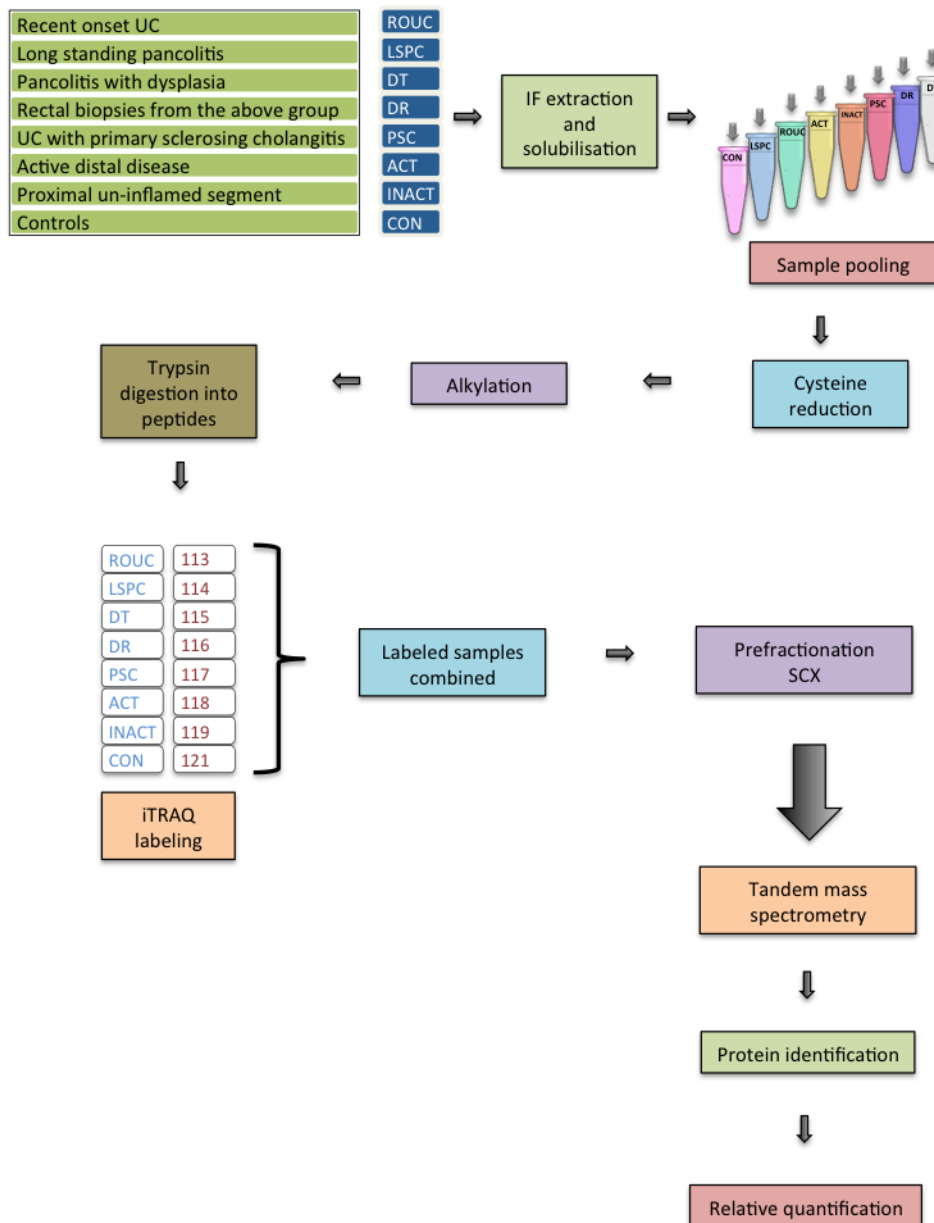 Recent onset UC
Long standing pancolitis
Pancolitis with dysplasia
Rectal biopsies from the above group
UC with primary sclerosing cholangitis
Active distal disease
Proximal un-inflamed segment
Controls
ROUC
LSPC
DT
DR
PSC
ACT
INACT
CON
IF extraction
and
solubilisation
CON
LSPC
ROUC
ACT
INACT
PSC
DR
Sample pooling
Cysteine
reduction
Alkylation
Trypsin
digestion into
peptides
ROUC 113
LSPC 114
DT 115
DR 116
PSC 117
ACT 118
INACT 119
CON 121
iTRAQ
labeling
Labeled samples
combined
Prefractionation
SCX
Tandem mass
spectrometry
Protein identification
Relative quantification